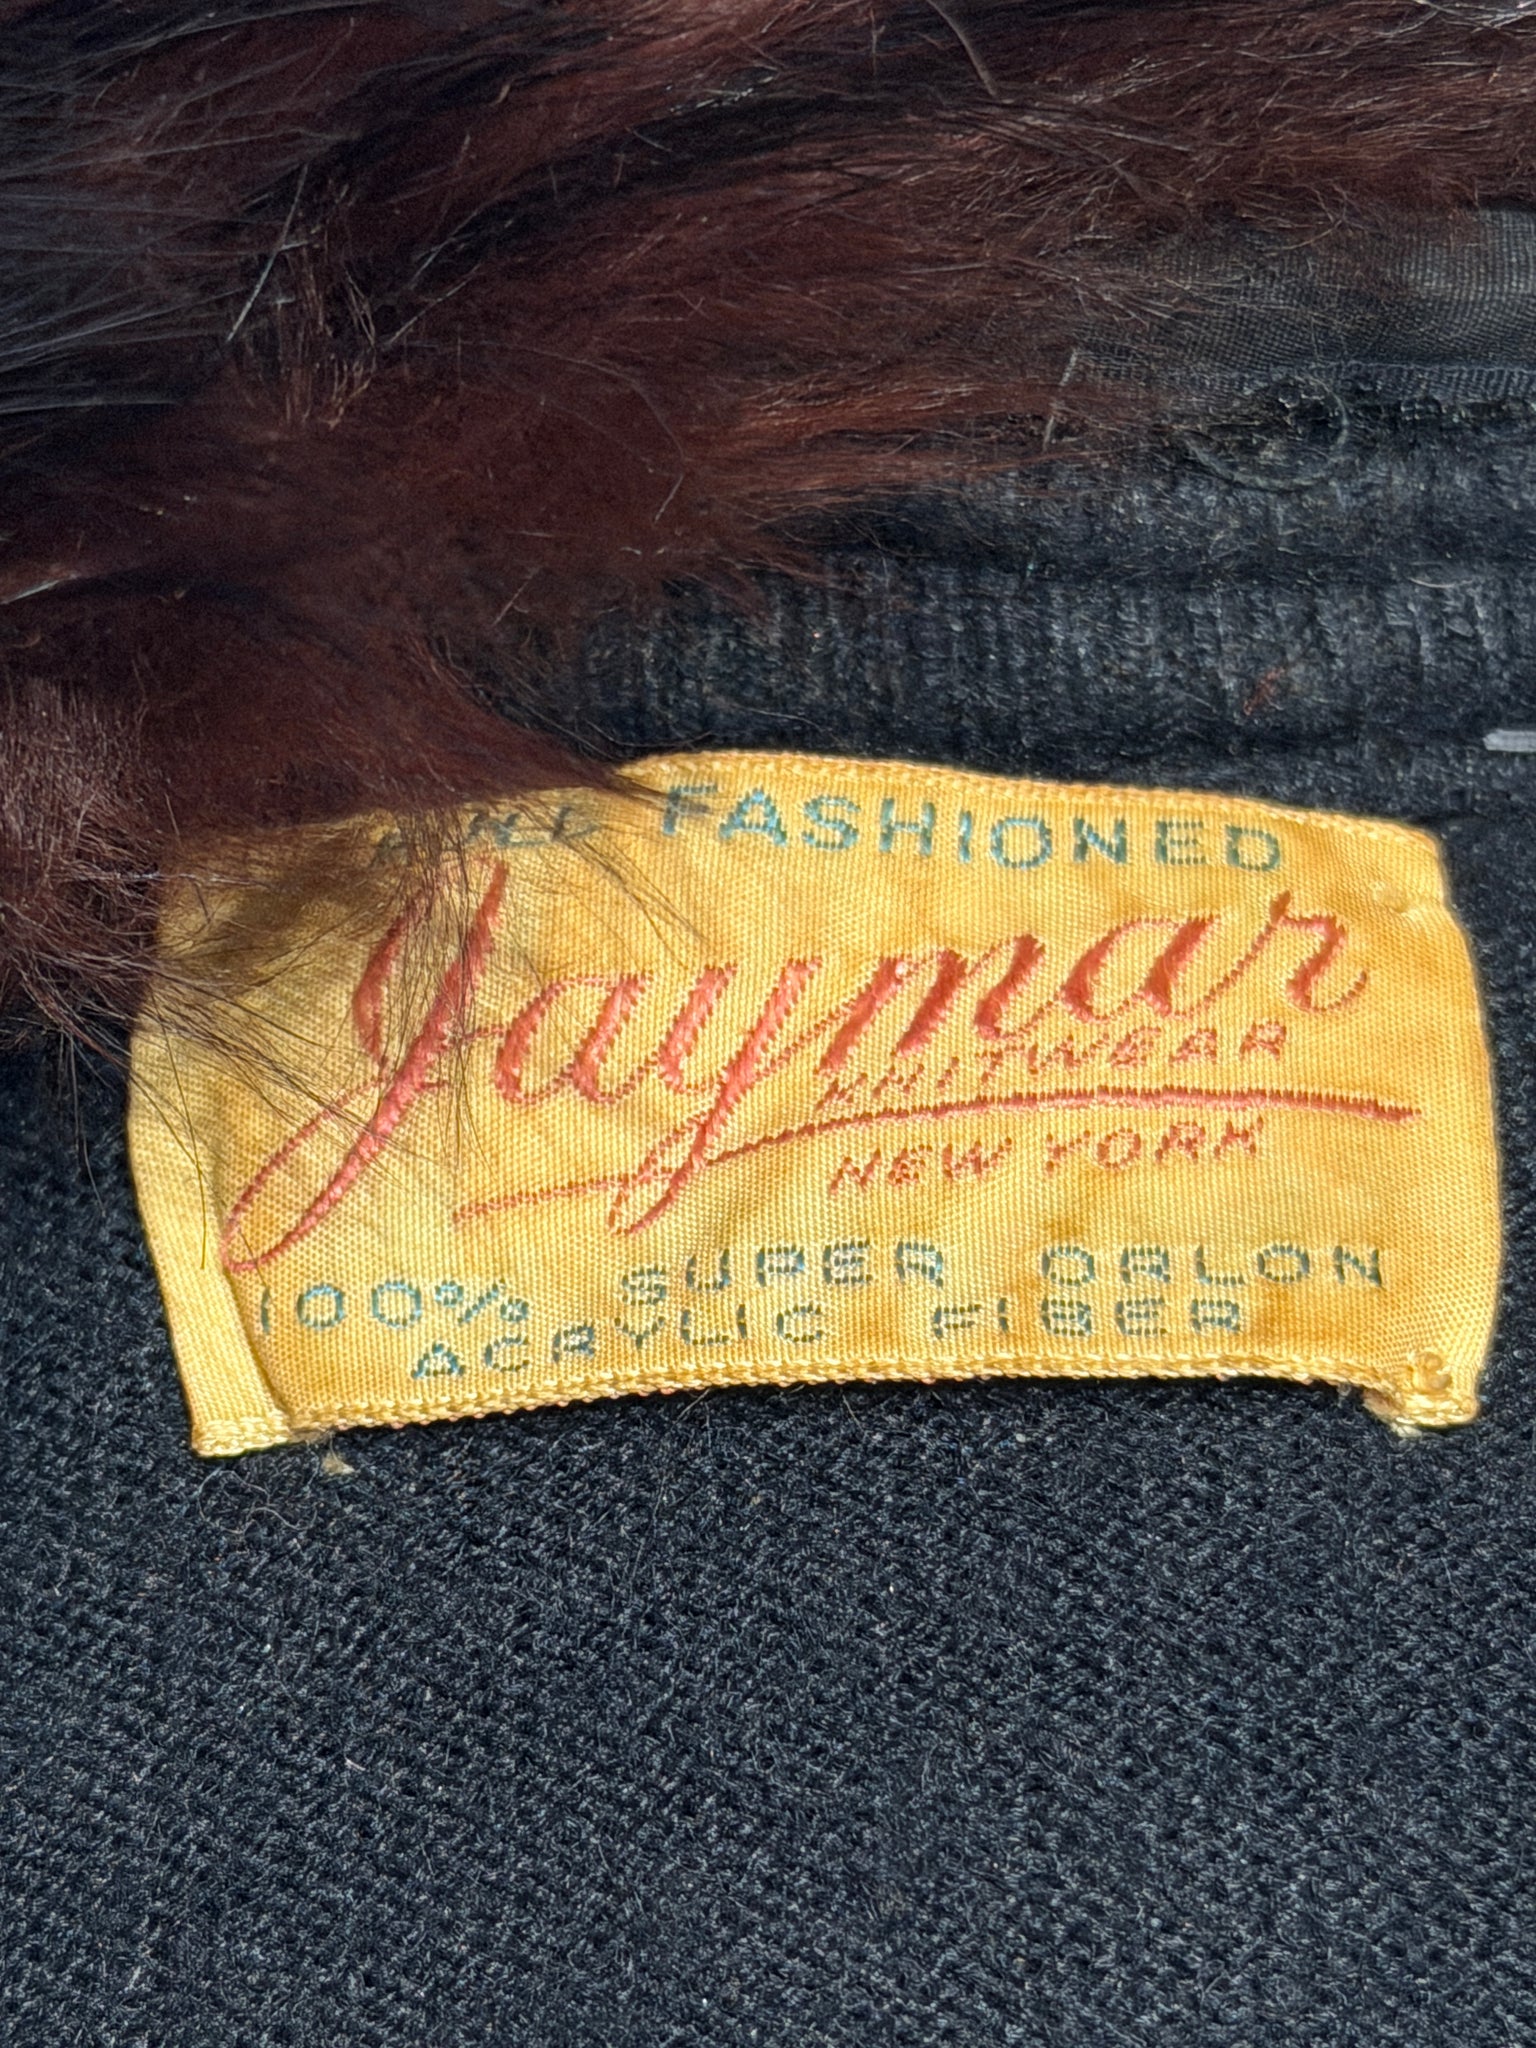 FASHIONED
Jaymar
KNITWEAR
NEW YORK
100% SUPER ORLON
ACRYLIC FIBER